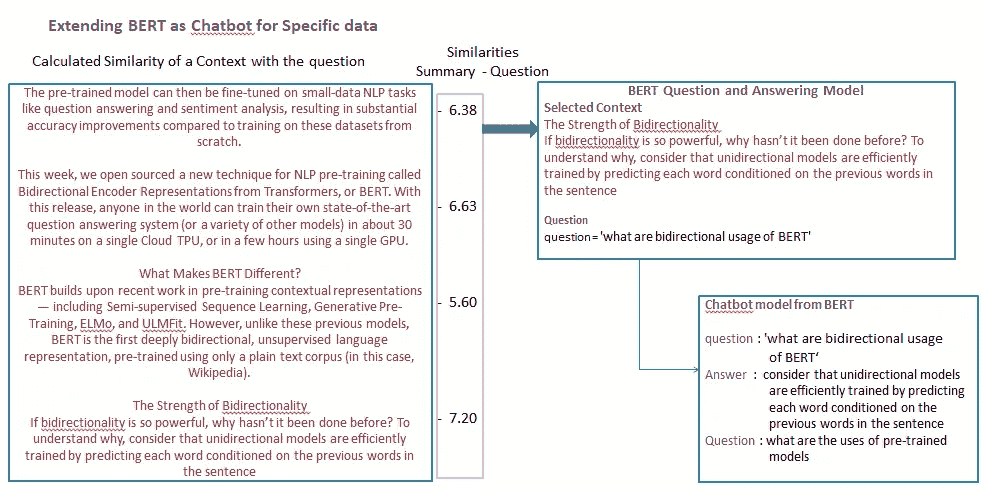 Extending BERT as Chatbot for Specific data
Calculated Similarity of a Context with the question
Similarities
Summary - Question
The pre-trained model can then be fine-tuned on small-data NLP tasks
like question answering and sentiment analysis, resulting in substantial
accuracy improvements compared to training on these datasets from
scratch.
This week, we open sourced a new technique for NLP pre-training called
Bidirectional Encoder Representations from Transformers, or BERT. With
this release, anyone in the world can train their own state-of-the-art
question answering system (or a variety of other models) in about 30
minutes on a single Cloud TPU, or in a few hours using a single GPU.
What Makes BERT Different?
BERT builds upon recent work in pre-training contextual representations
— including Semi-supervised Sequence Learning, Generative Pre-
Training, ELMo, and ULMFit. However, unlike these previous models,
BERT is the first deeply bidirectional, unsupervised language
representation, pre-trained using only a plain text corpus (in this case,
Wikipedia).
The Strength of Bidirectionality
If bidirectionality is so powerful, why hasn't it been done before? To
understand why, consider that unidirectional models are efficiently
trained by predicting each word conditioned on the previous words in
the sentence
- 6.38
- 6.63
- 5.60
- 7.20
BERT Question and Answering Model
Selected Context
The Strength of Bidirectionality
If bidirectionality is so powerful, why hasn't it been done before? To
understand why, consider that unidirectional models are efficiently
trained by predicting each word conditioned on the previous words in
the sentence
Question
question='what are bidirectional usage of BERT'
Chatbot model from BERT
question : 'what are bidirectional usage
of BERT'
Answer : consider that unidirectional models
are efficiently trained by predicting
each word conditioned on the
previous words in the sentence
Question : what are the uses of pre-trained
models